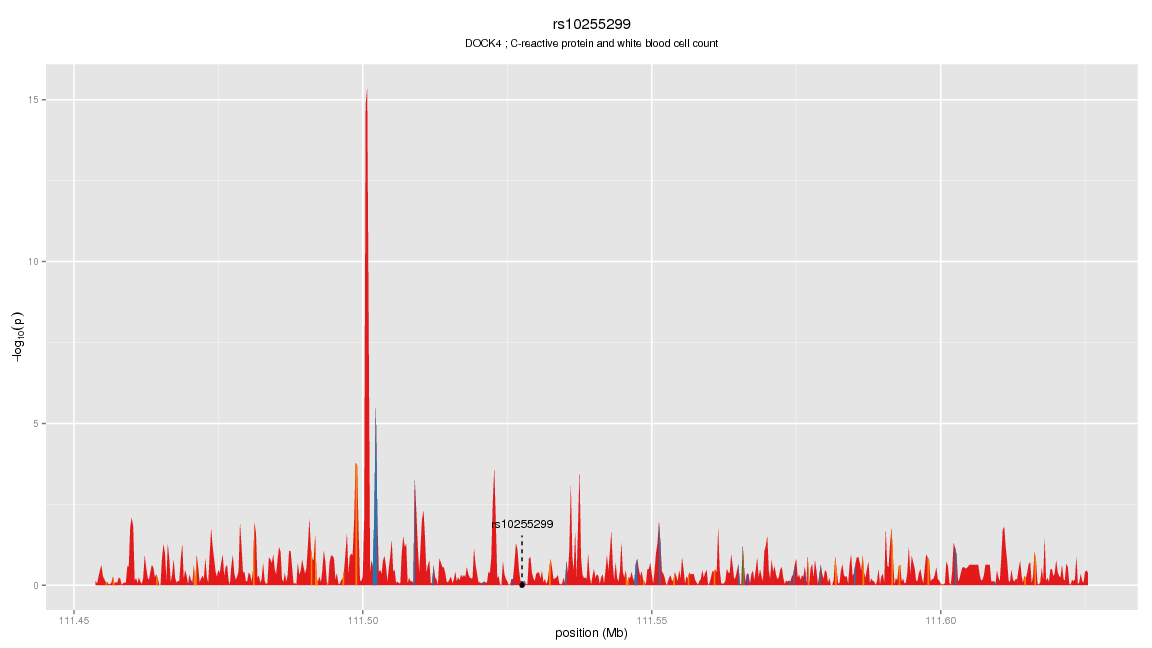 rs10255299
DOCK4 ; C-reactive protein and white blood cell count
15
10
5
0
-log10(p)
rs10255299
111.45
111.50
111.55
111.60
position (Mb)